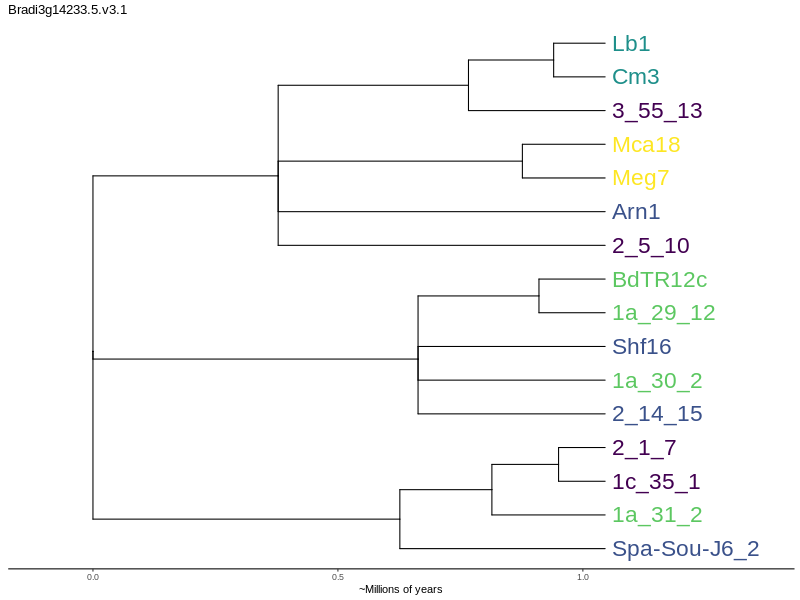 Bradi3g14233.5.v3.1
Lb1
Cm3
3_55_13
Mca18
Meg7
Arn1
2_5_10
BdTR12c
1a_29_12
Shf16
1a_30_2
2_14_15
2_1_7
1c_35_1
1a_31_2
Spa-Sou-J6_2
0.0 0.5 1.0
~Millions of years